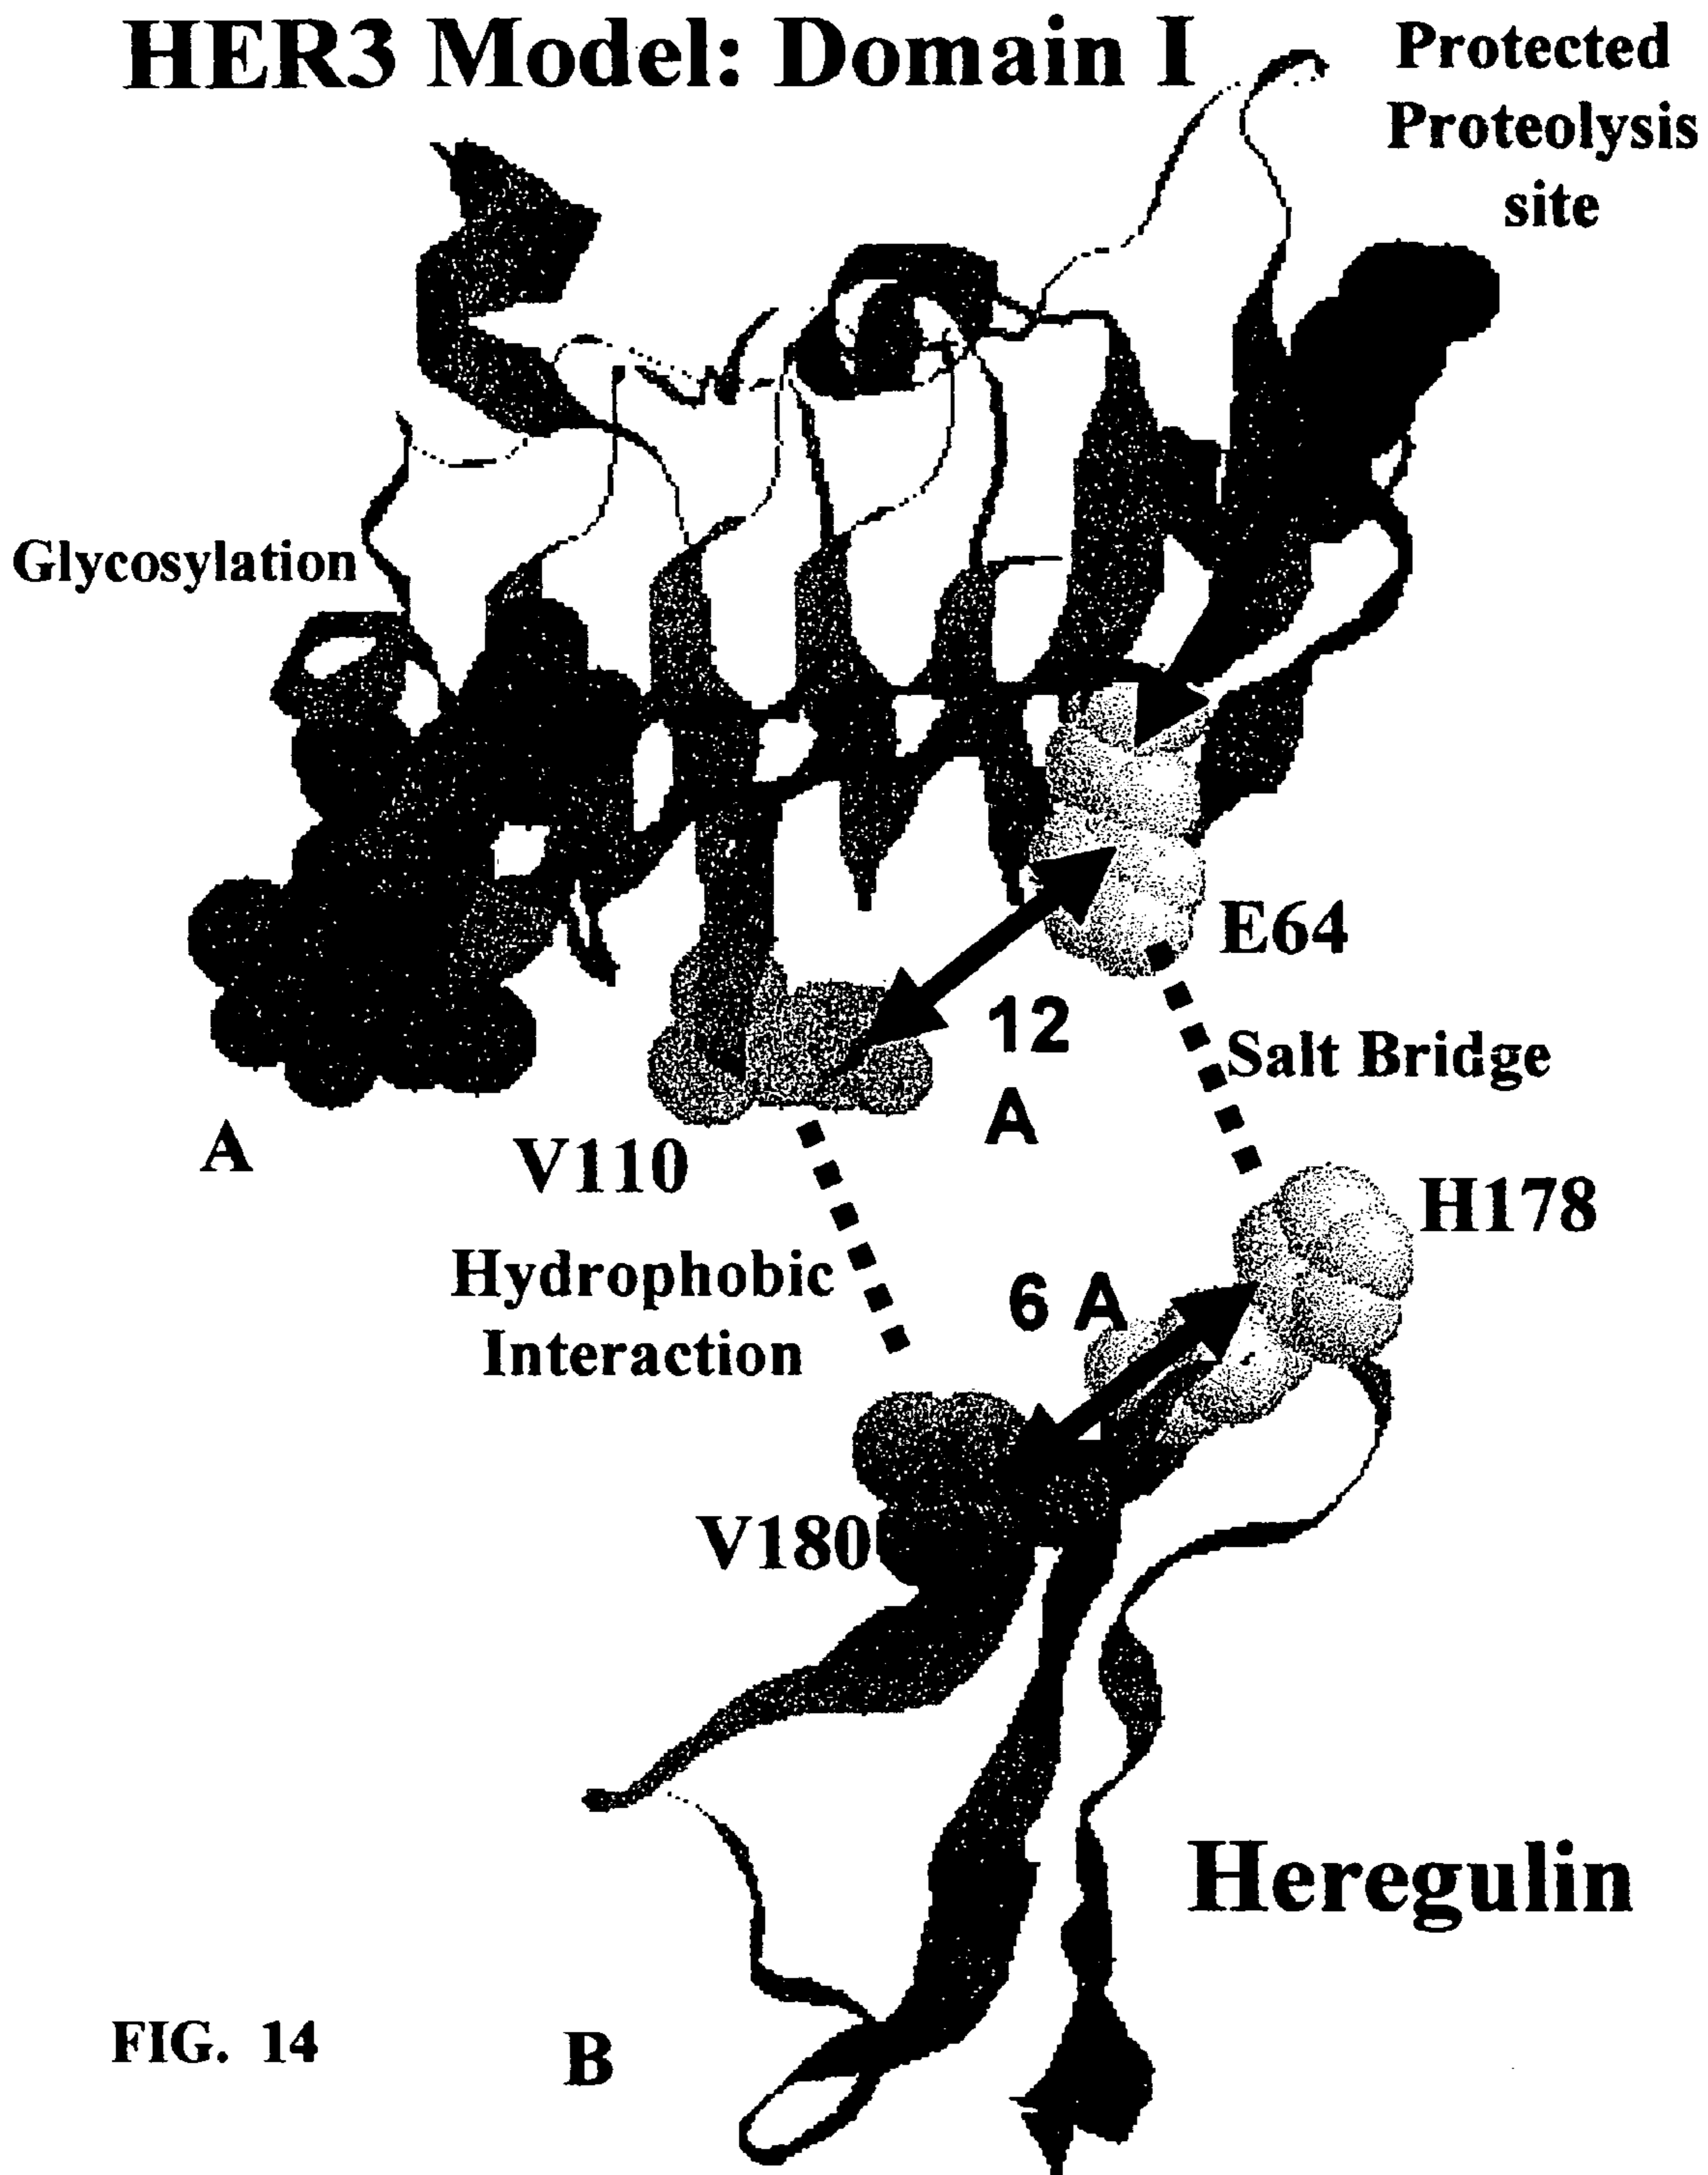 HER3 Model: Domain I
Protected
Proteolysis
site
Glycosylation
E64
12
A
Salt Bridge
A
V110
H178
Hydrophobic
Interaction
6 A
V180
Heregulin
FIG. 14
B